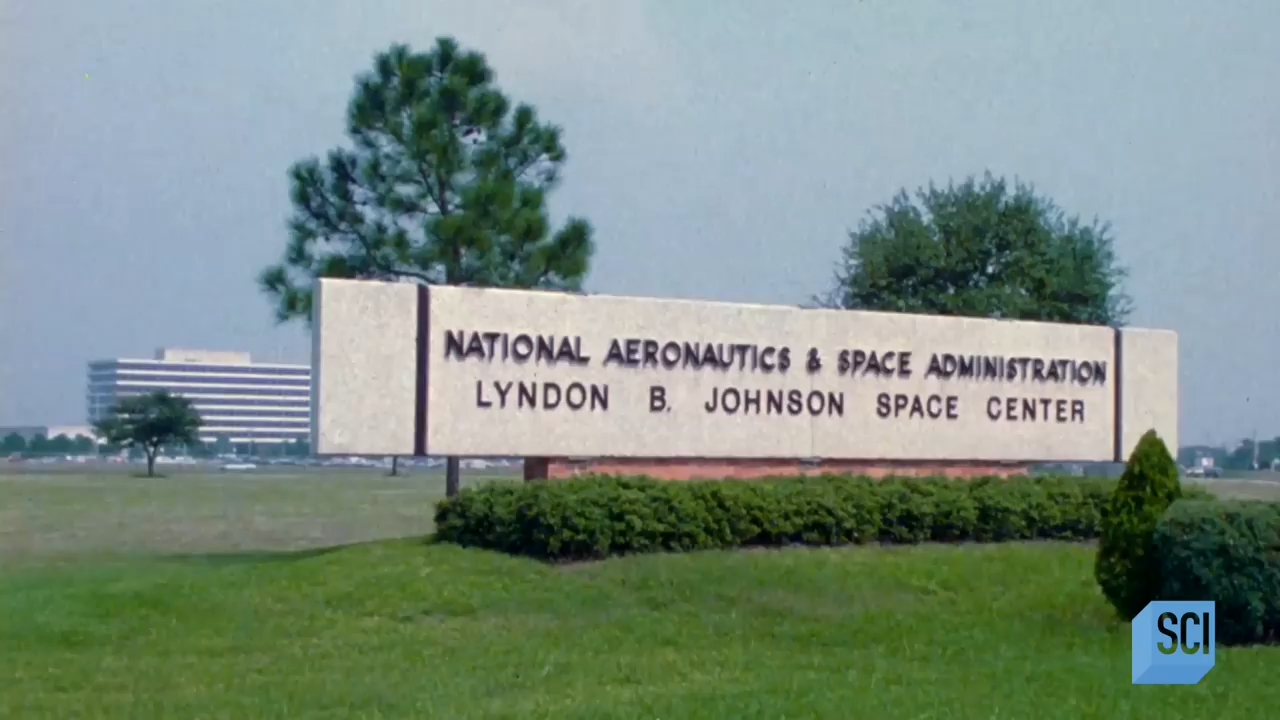 NATIONAL AERONAUTICS & SPACE ADMINISTRATION
LYNDON B. JOHNSON SPACE CENTER
SCI